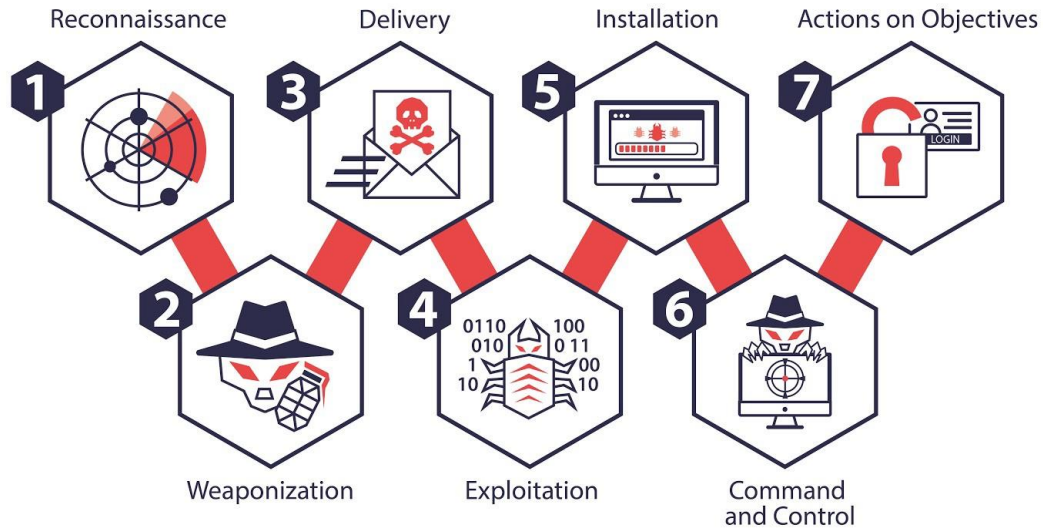 Reconnaissance
1
Delivery
3
Installation
5
Actions on Objectives
7
LOGIN
2
Weaponization
4
0110 100
010 0 11
1 00
10 10
Exploitation
6
Command
and Control